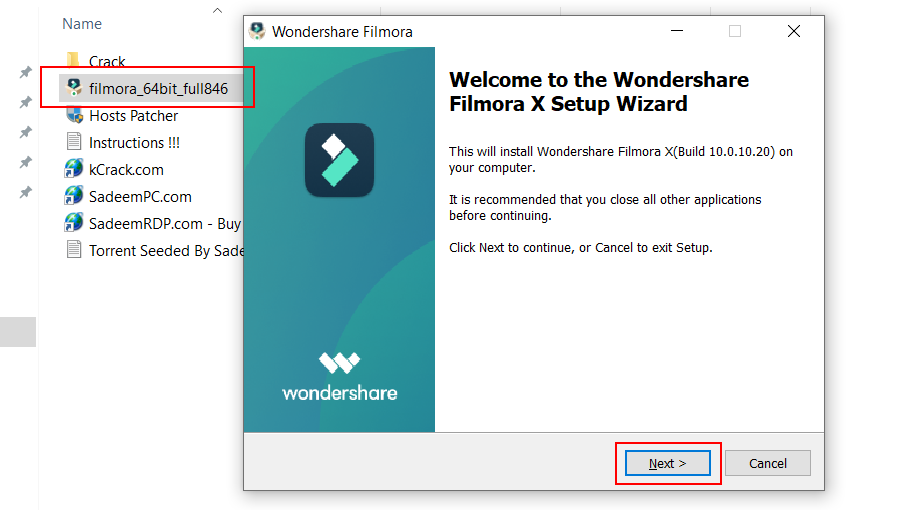 Name
Crack
filmora_64bit_full846
Hosts Patcher
Instructions !!!
kCrack.com
SadeemPC.com
SadeemRDP.com - Buy
Torrent Seeded By Sade
Wondershare Filmora
Welcome to the Wondershare
Filmora X Setup Wizard
This will install Wondershare Filmora X(Build 10.0.10.20) on
your computer.
It is recommended that you close all other applications
before continuing.
Click Next to continue, or Cancel to exit Setup.
wondershare
Next >
Cancel